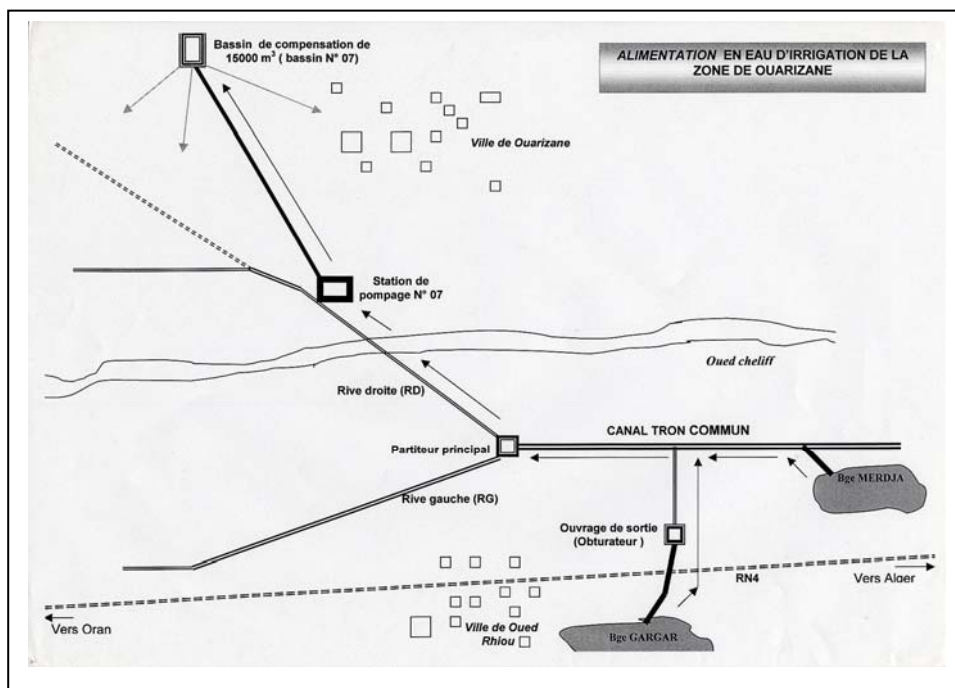 Bassin de compensation de
15000 m³ ( bassin N° 07)
ALIMENTATION EN EAU D'IRRIGATION DE LA
ZONE DE OUARIZANE
Ville de Ouarizane
Station de
pompage N° 07
Oued cheliff
Rive droite (RD)
CANAL TRON COMMUN
Partiteur principal
Bge MERDJA
Rive gauche (RG)
Ouvrage de sortie
(Obturateur )
RN4
Vers Alger
Vers Oran
Ville de Oued
Rhiou
Bge GARGAR